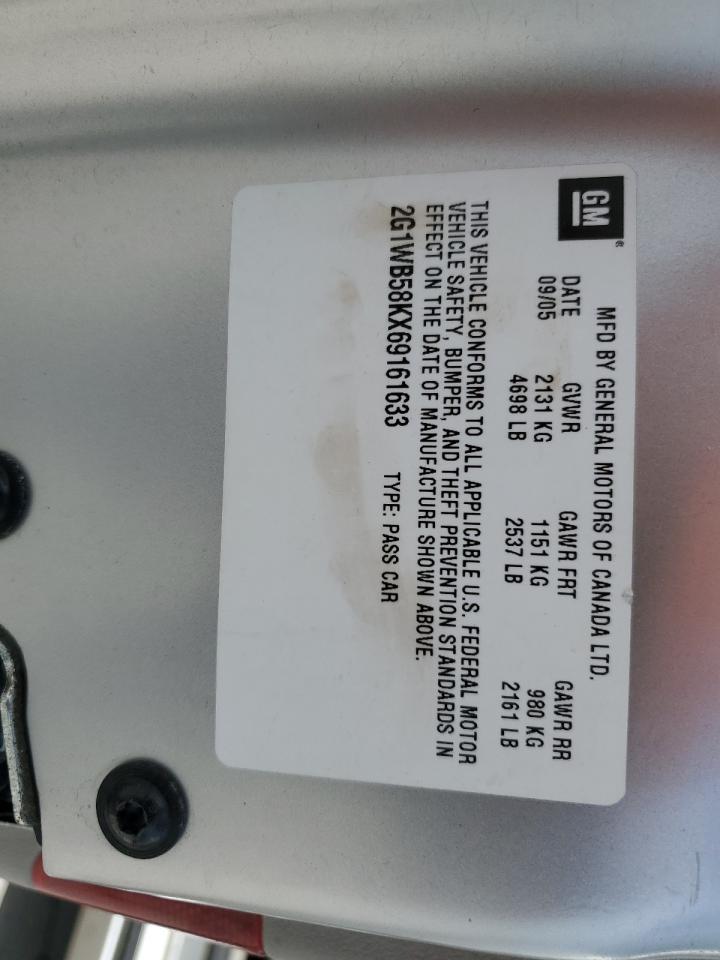 GM®
MFD BY GENERAL MOTORS OF CANADA LTD.
DATE GVWR GAWR FRT GAWR RR
09/05 2131 KG 1151 KG 980 KG
4698 LB 2537 LB 2161 LB
THIS VEHICLE CONFORMS TO ALL APPLICABLE U.S. FEDERAL MOTOR
VEHICLE SAFETY, BUMPER, AND THEFT PREVENTION STANDARDS IN
EFFECT ON THE DATE OF MANUFACTURE SHOWN ABOVE.
2G1WB58KX69161633 TYPE: PASS CAR